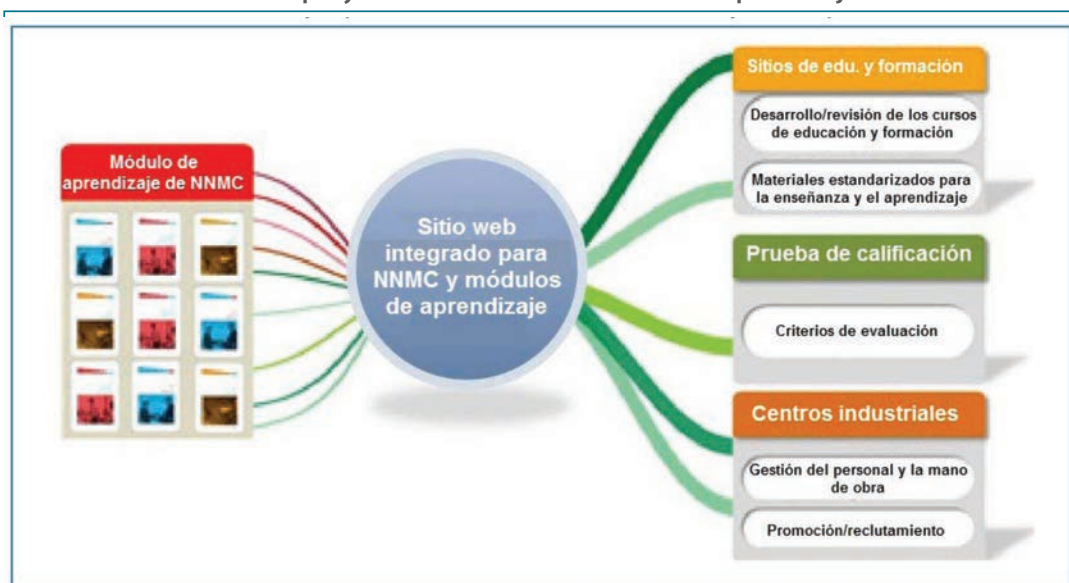 Módulo de
aprendizaje de NNMC
Sitio web
integrado para
NNMC y módulos
de aprendizaje
Sitios de edu. y formación
Desarrollo/revisión de los cursos
de educación y formación
Materiales estandarizados para
la enseñanza y el aprendizaje
Prueba de calificación
Criterios de evaluación
Centros industriales
Gestión del personal y la mano
de obra
Promoción/reclutamiento